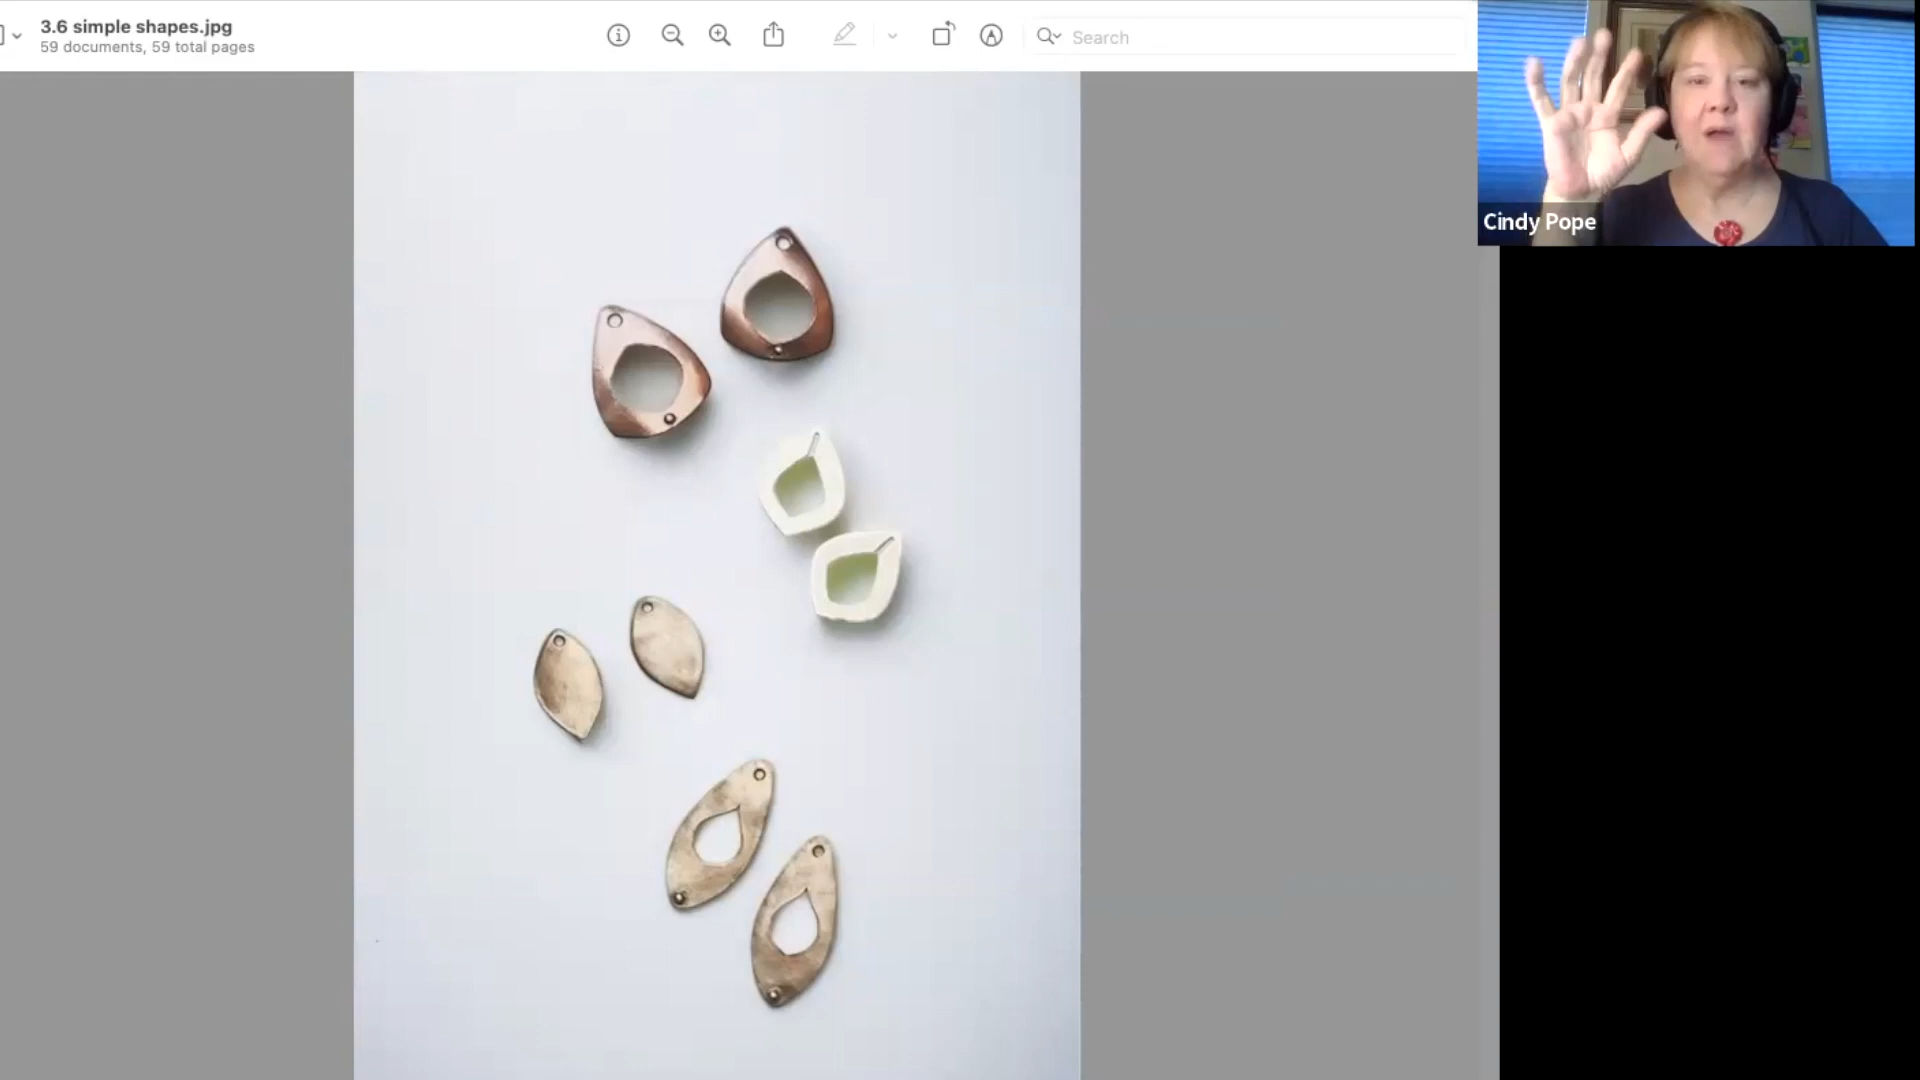 3.6 simple shapes.jpg
59 documents, 59 total pages
Search
Cindy Pope